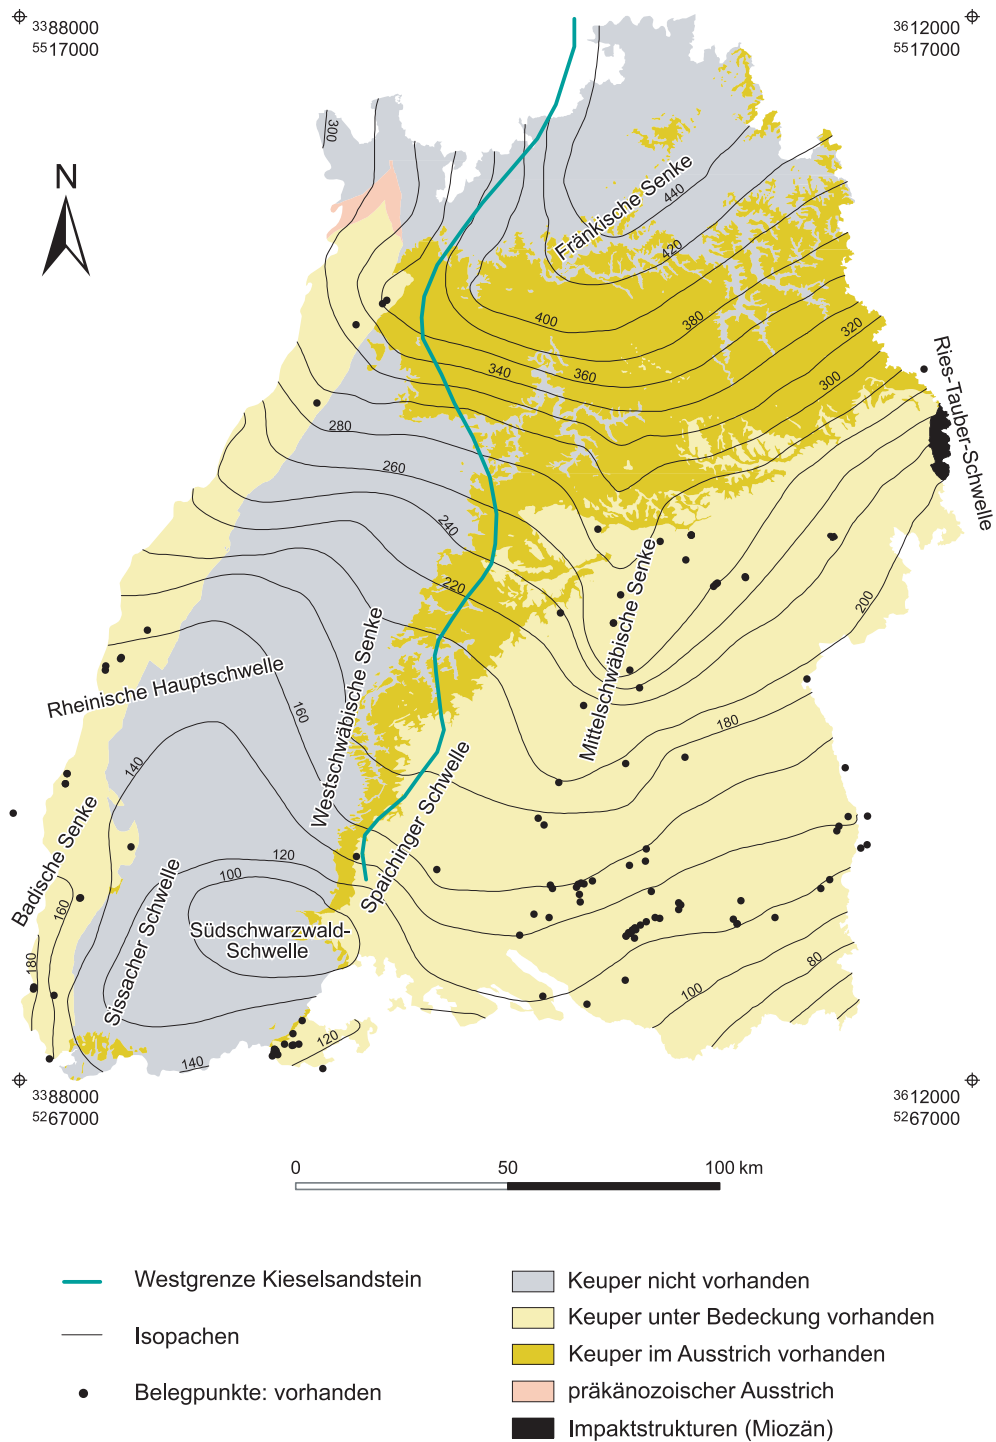 3388000
5517000
3612000
5517000
N
300
Fränkische Senke
440
420
400
380
360
340
320
300
280
260
240
220
200
180
160
140
120
100
Ries-Tauber-Schwelle
Mittelschwäbische Senke
Westschwäbische Senke
Rheinische Hauptschwelle
Spaichinger Schwelle
Badische Senke
Sissacher Schwelle
Südschwarzwald-
Schwelle
160
180
140
120
100
80
3388000
5267000
3612000
5267000
0 50 100 km
Westgrenze Kieselsandstein
Isopachen
Belegpunkte: vorhanden
Keuper nicht vorhanden
Keuper unter Bedeckung vorhanden
Keuper im Ausstrich vorhanden
präkänozoischer Ausstrich
Impaktstrukturen (Miozän)